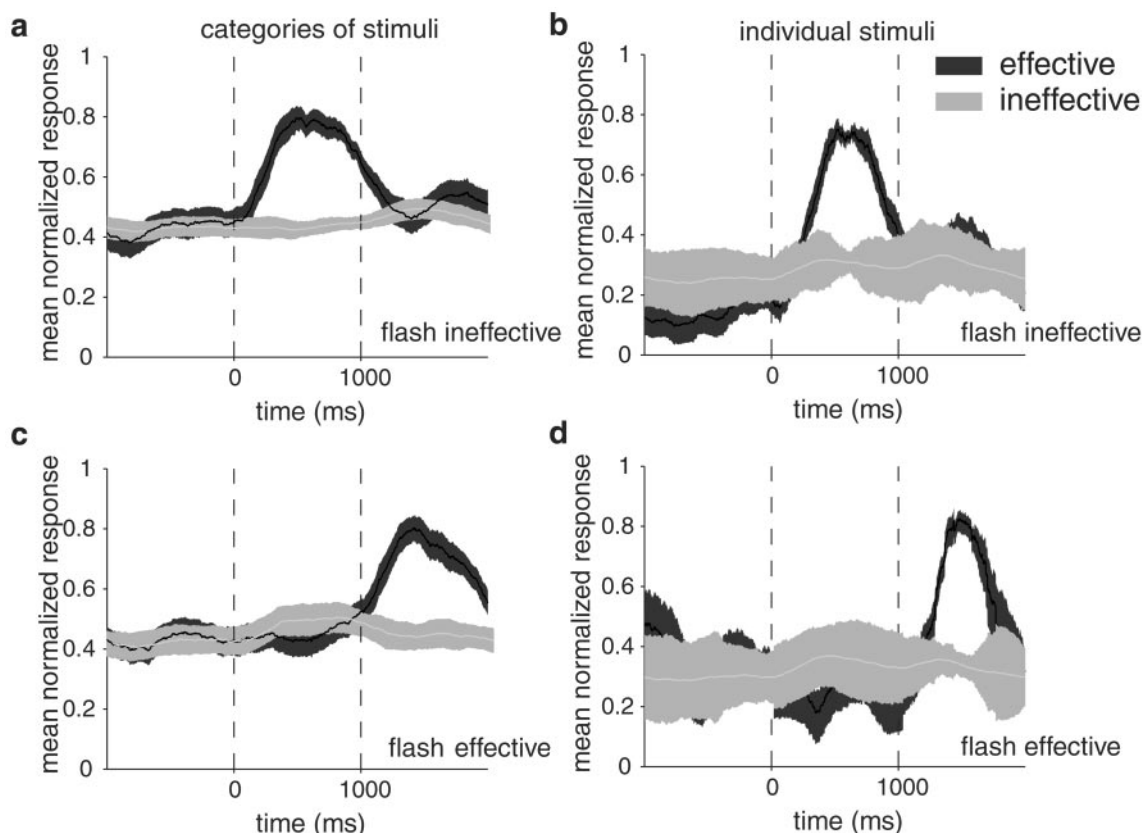 a
categories of stimuli
mean normalized response
1
0.8
0.6
0.4
0.2
0
flash ineffective
0
1000
time (ms)
b
individual stimuli
effective
ineffective
mean normalized response
1
0.8
0.6
0.4
0.2
0
flash ineffective
0
1000
time (ms)
c
mean normalized response
1
0.8
0.6
0.4
0.2
0
flash effective
0
1000
time (ms)
d
mean normalized response
1
0.8
0.6
0.4
0.2
0
flash effective
0
1000
time (ms)